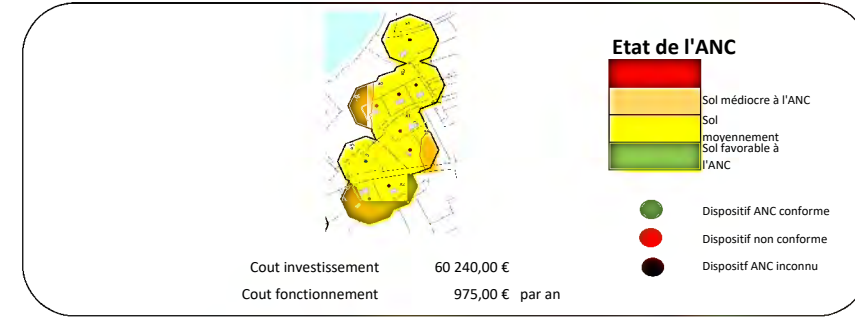 Etat de l'ANC
Sol médiocre à l'ANC
Sol
moyennement
Sol favorable à
l'ANC
Dispositif ANC conforme
Dispositif non conforme
Dispositf ANC inconnu
Cout investissement 60 240,00 €
Cout fonctionnement 975,00 € par an